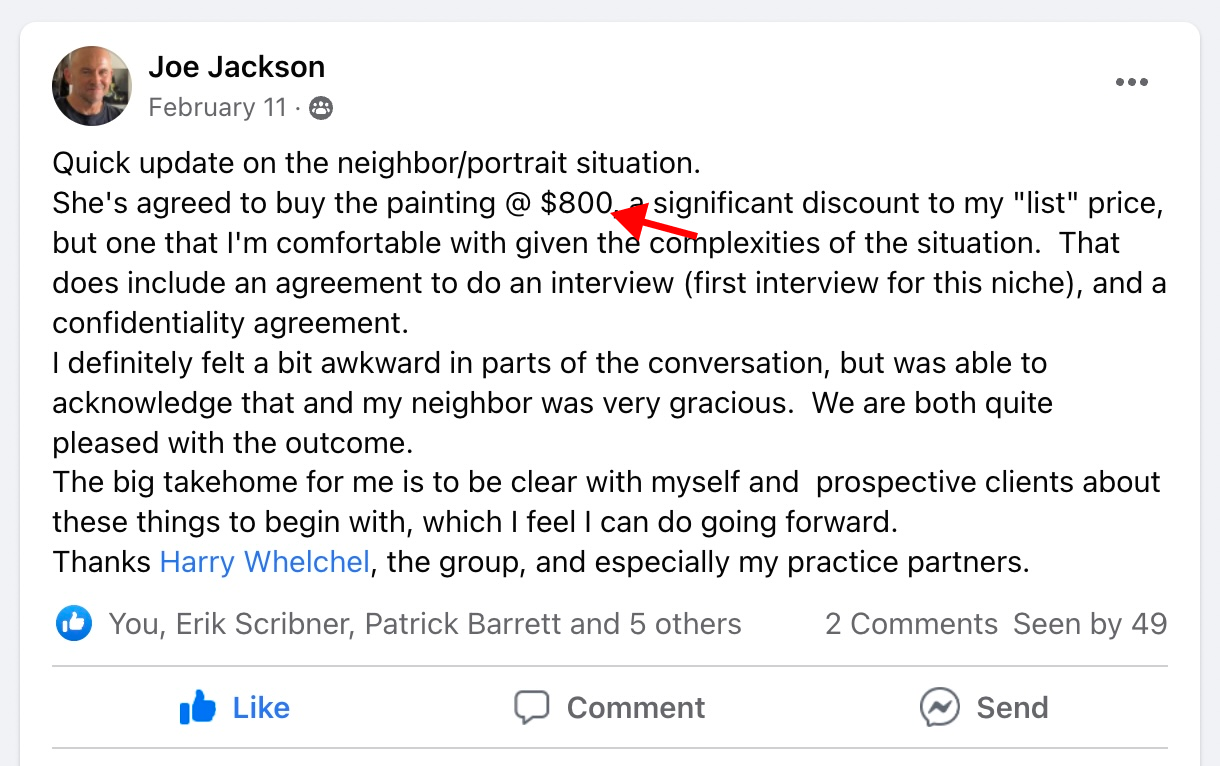 Joe Jackson
February 11 ·
Quick update on the neighbor/portrait situation.
She's agreed to buy the painting @ $800, a significant discount to my "list" price,
but one that I'm comfortable with given the complexities of the situation.  That
does include an agreement to do an interview (first interview for this niche), and a
confidentiality agreement.
I definitely felt a bit awkward in parts of the conversation, but was able to
acknowledge that and my neighbor was very gracious.  We are both quite
pleased with the outcome.
The big takehome for me is to be clear with myself and  prospective clients about
these things to begin with, which I feel I can do going forward.
Thanks Harry Whelchel, the group, and especially my practice partners.
You, Erik Scribner, Patrick Barrett and 5 others 2 Comments Seen by 49
Like Comment Send